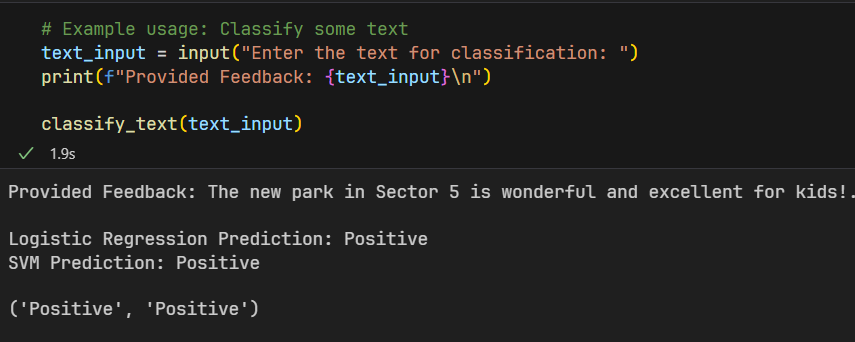 # Example usage: Classify some text
text_input = input("Enter the text for classification: ")
print(f"Provided Feedback: {text_input}\n")
classify_text(text_input)
1.9s
Provided Feedback: The new park in Sector 5 is wonderful and excellent for kids!.
Logistic Regression Prediction: Positive
SVM Prediction: Positive
('Positive', 'Positive')